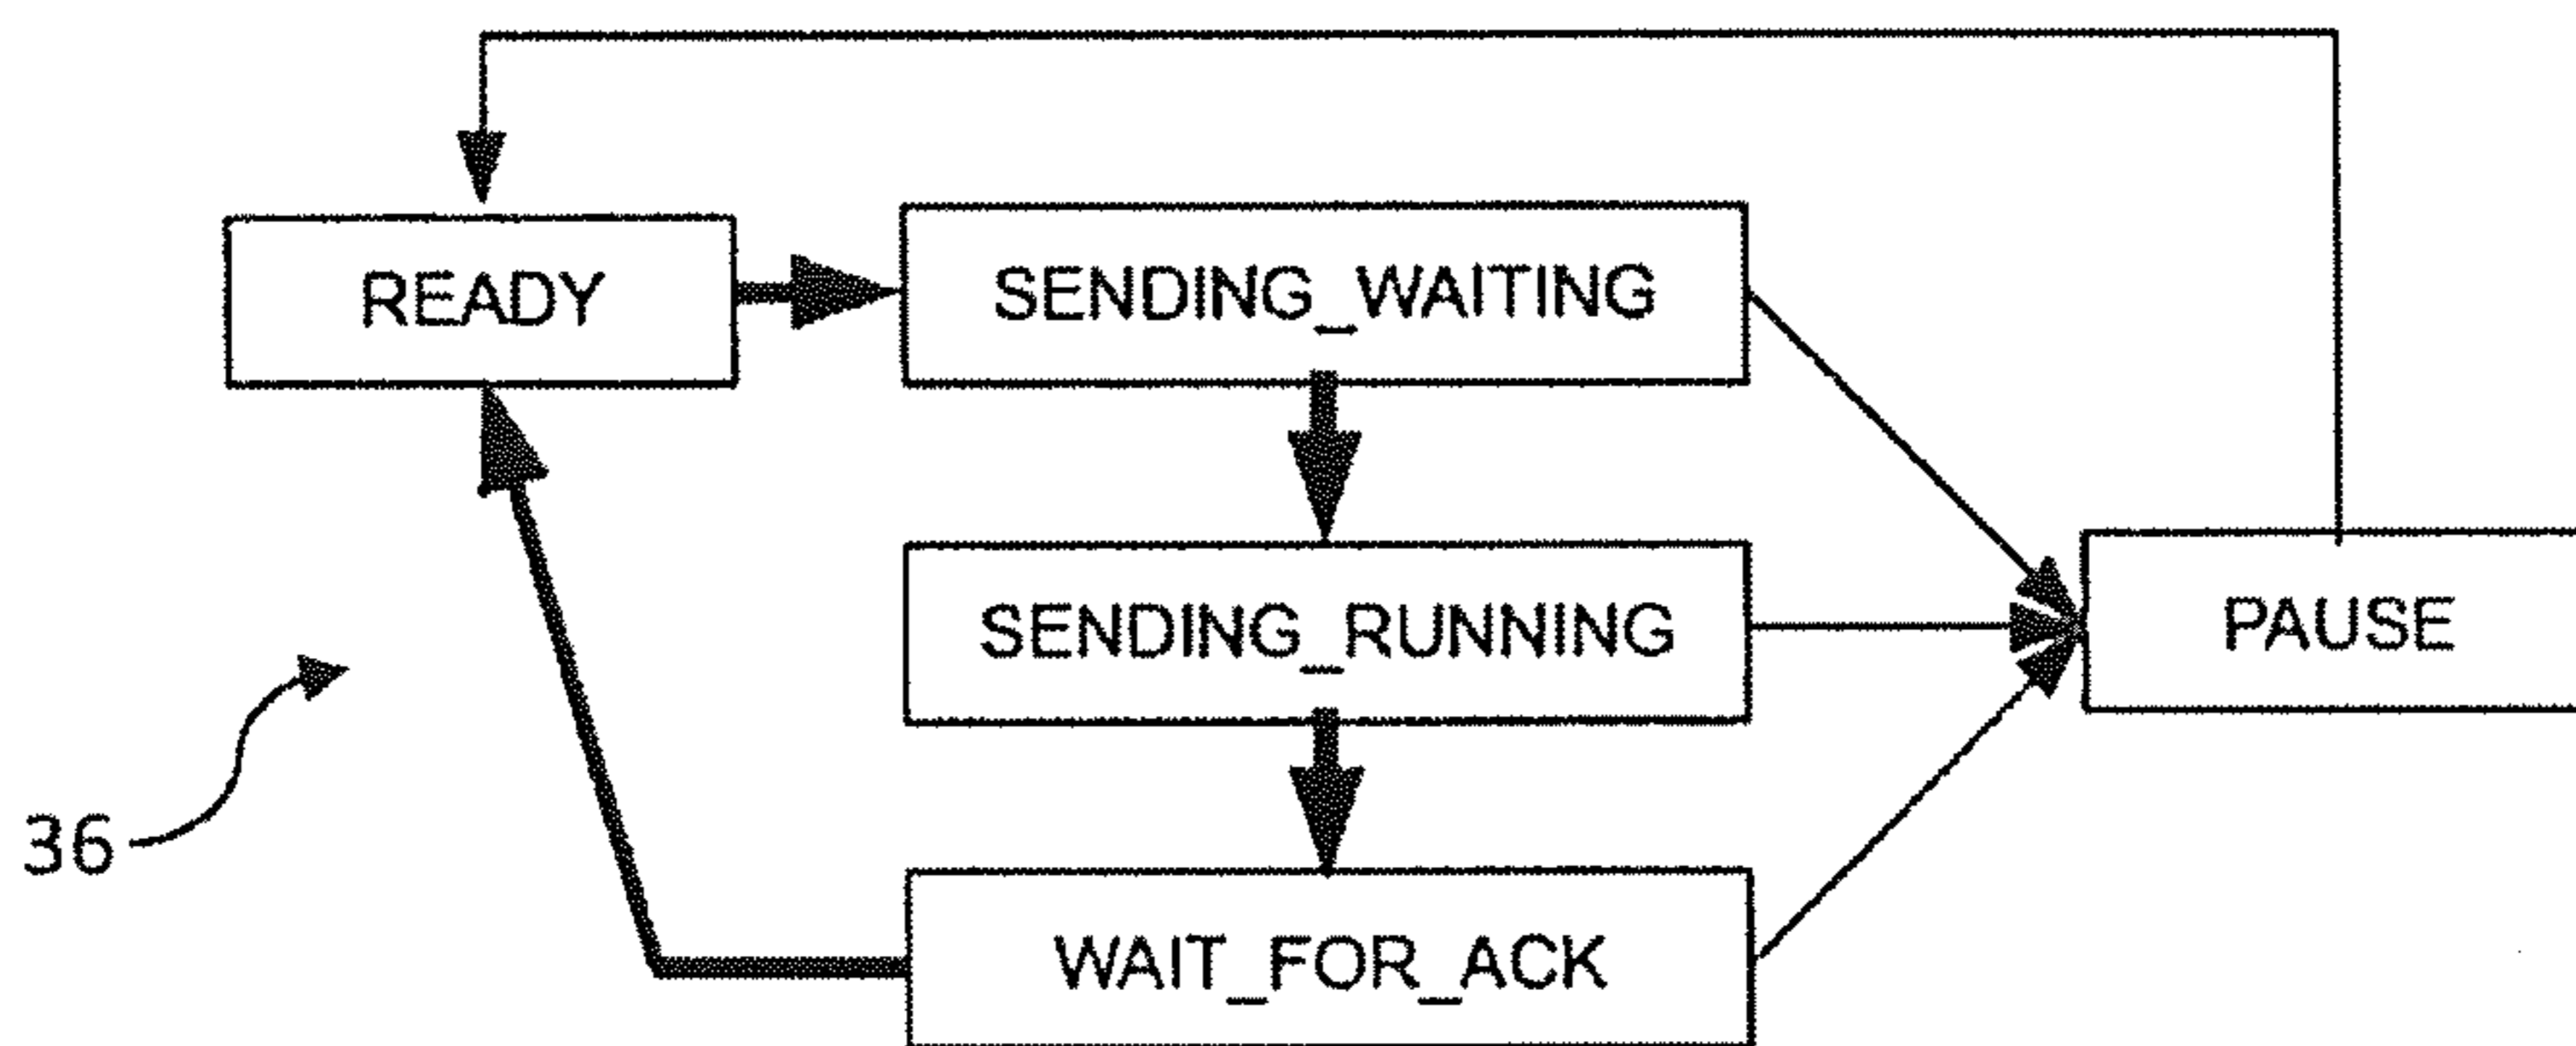 READY
SENDING_WAITING
SENDING_RUNNING
PAUSE
36
WAIT_FOR_ACK